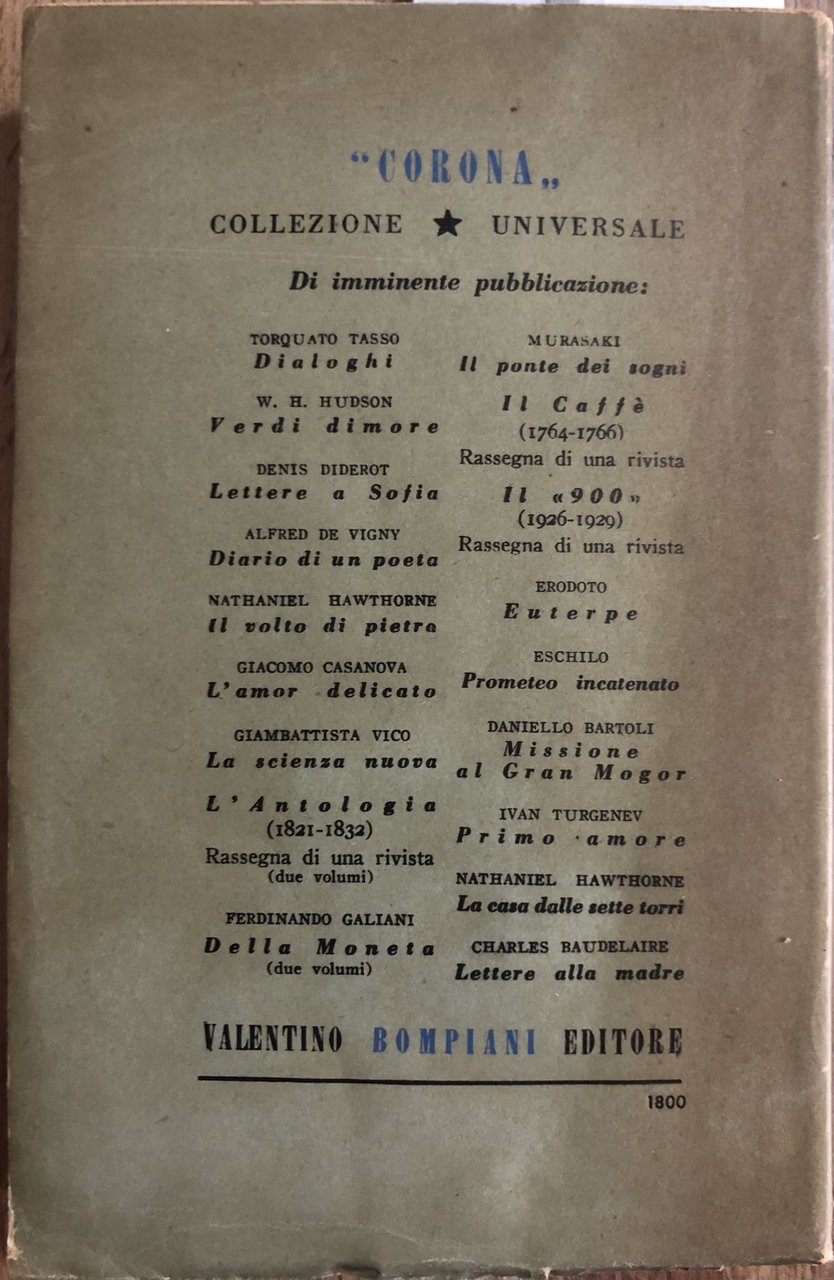 “CORONA„
COLLEZIONE ★ UNIVERSALE
Di imminente pubblicazione:
TORQUATO TASSO
Dialoghi
W. H. HUDSON
Verdi dimore
DENIS DIDEROT
Lettere a Sofia
ALFRED DE VIGNY
Diario di un poeta
NATHANIEL HAWTHORNE
Il volto di pietra
GIACOMO CASANOVA
L'amor delicato
GIAMBATTISTA VICO
La scienza nuova
L'Antologia
(1821-1832)
Rassegna di una rivista
(due volumi)
FERDINANDO GALIANI
Della Moneta
(due volumi)
MURASAKI
Il ponte dei sogni
Il Caffè
(1764-1766)
Rassegna di una rivista
Il «900»
(1926-1929)
Rassegna di una rivista
ERODOTO
Euterpe
ESCHILO
Prometeo incatenato
DANIELLO BARTOLI
Missione
al Gran Mogor
IVAN TURGENEV
Primo amore
NATHANIEL HAWTHORNE
La casa dalle sette torri
CHARLES BAUDELAIRE
Lettere alla madre
VALENTINO BOMPIANI EDITORE
1800